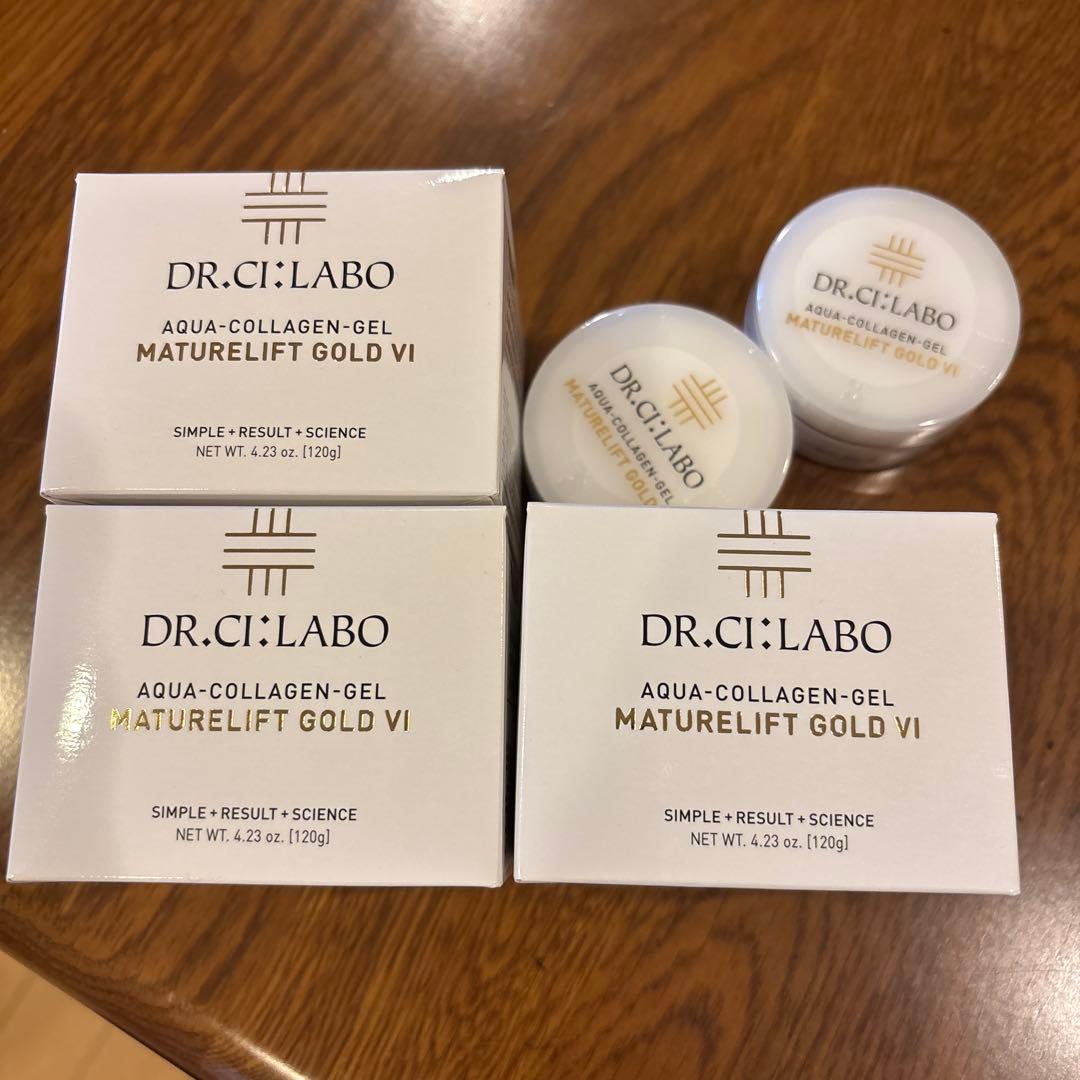 DR.CI:LABO
AQUA-COLLAGEN-GEL
MATURELIFT GOLD VI
SIMPLE + RESULT + SCIENCE
NET WT. 4.23 oz. [120g]
DR.CI:LABO
AQUA-COLLAGEN-GEL
MATURELIFT GOLD
DR.CI:LABO
AQUA-COLLAGEN-GEL
MATURELIFT GOLD VI
DR.CI:LABO
AQUA-COLLAGEN-GEL
MATURELIFT GOLD VI
SIMPLE + RESULT + SCIENCE
NET WT. 4.23 oz. [120g]
DR.CI:LABO
AQUA-COLLAGEN-GEL
MATURELIFT GOLD VI
SIMPLE + RESULT + SCIENCE
NET WT. 4.23 oz. [120g]